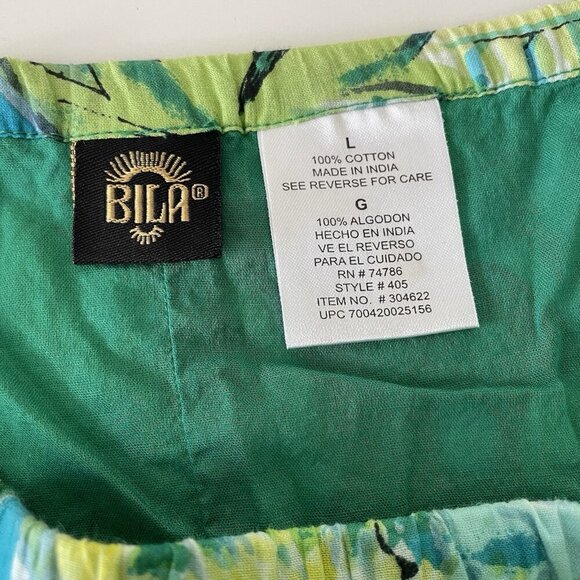 BILA®
L
100% COTTON
MADE IN INDIA
SEE REVERSE FOR CARE
G
100% ALGODON
HECHO EN INDIA
VE EL REVERSO
PARA EL CUIDADO
RN # 74786
STYLE # 405
ITEM NO. # 304622
UPC 700420025156